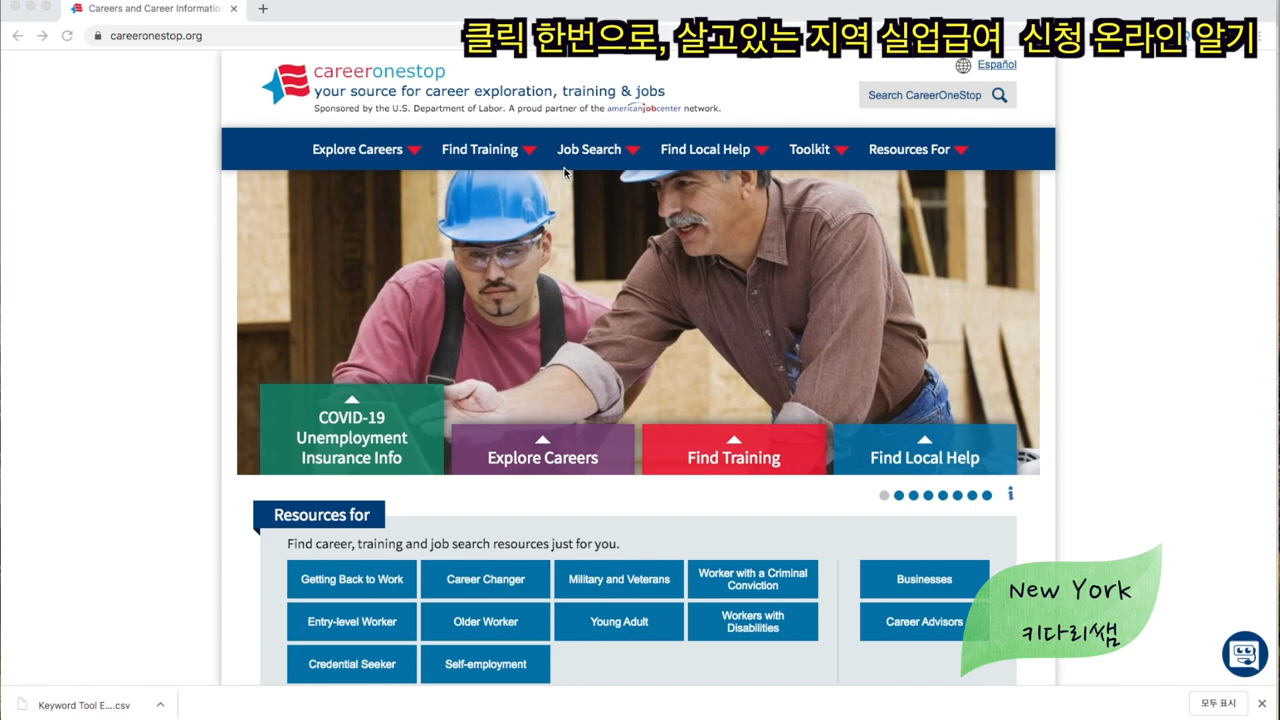 Careers and Career Informatio
careeronestop.org
클릭 한번으로, 살고있는 지역 실업급여 신청 온라인 알기
careeronestop
your source for career exploration, training & jobs
Sponsored by the U.S. Department of Labor. A proud partner of the americanjobcenter network.
Español
Search CareerOneStop
Explore Careers
Find Training
Job Search
Find Local Help
Toolkit
Resources For
COVID-19
Unemployment
Insurance Info
Explore Careers
Find Training
Find Local Help
Resources for
Find career, training and job search resources just for you.
Getting Back to Work
Career Changer
Military and Veterans
Worker with a Criminal
Conviction
Businesses
Entry-level Worker
Older Worker
Young Adult
Workers with
Disabilities
Career Advisors
Credential Seeker
Self-employment
New York
키다리쌤
Keyword Tool E....csv
모두 표시